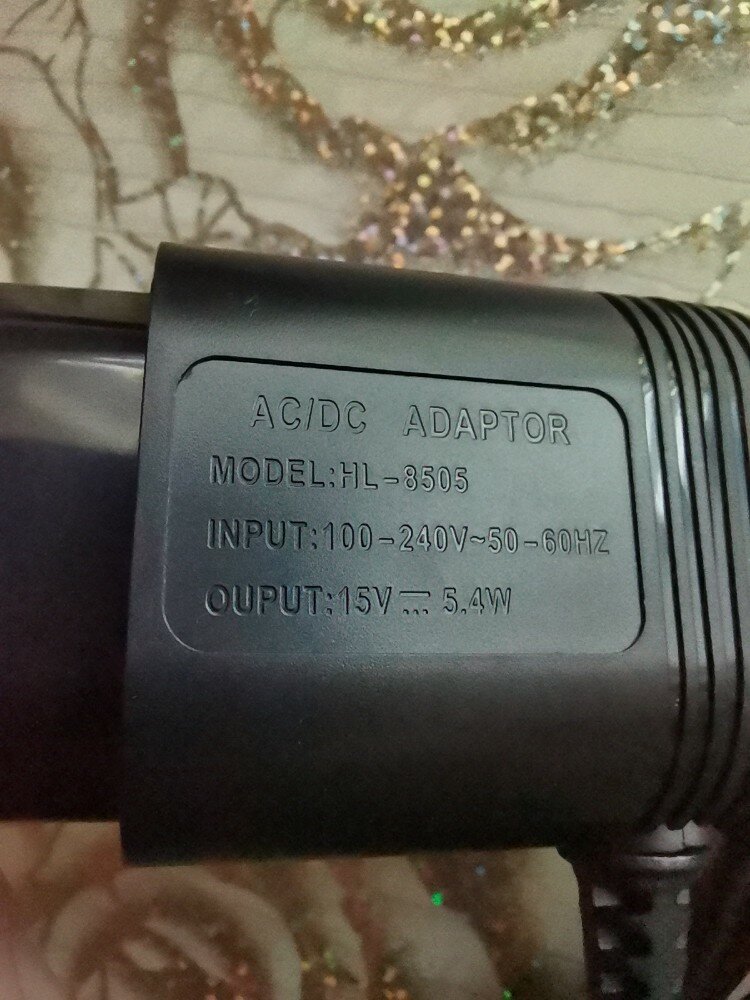 AC/DC ADAPTOR
MODEL:HL-8505
INPUT:100-240V~50-60HZ
OUPUT:15V⎓5.4W